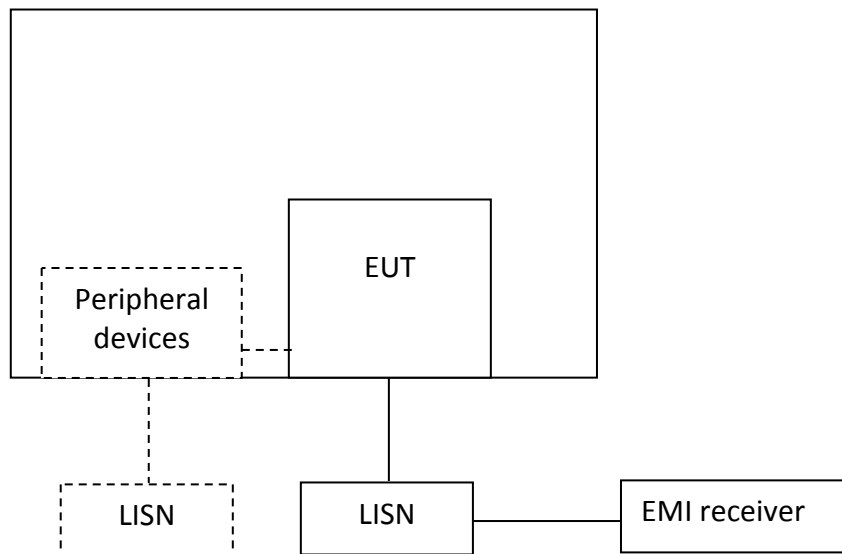 EUT
Peripheral
devices
LISN
LISN
EMI receiver